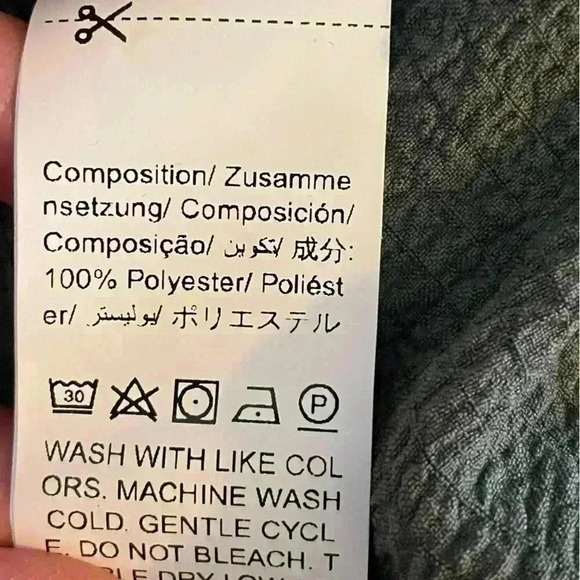 Composition/ Zusamme
nsetzung/ Composición/
Composição/ تكوين/ 成分:
100% Polyester/ Poliést
er/ بوليستر/ ポリエステル
30
P
WASH WITH LIKE COL
ORS. MACHINE WASH
COLD. GENTLE CYCL
E. DO NOT BLEACH. T